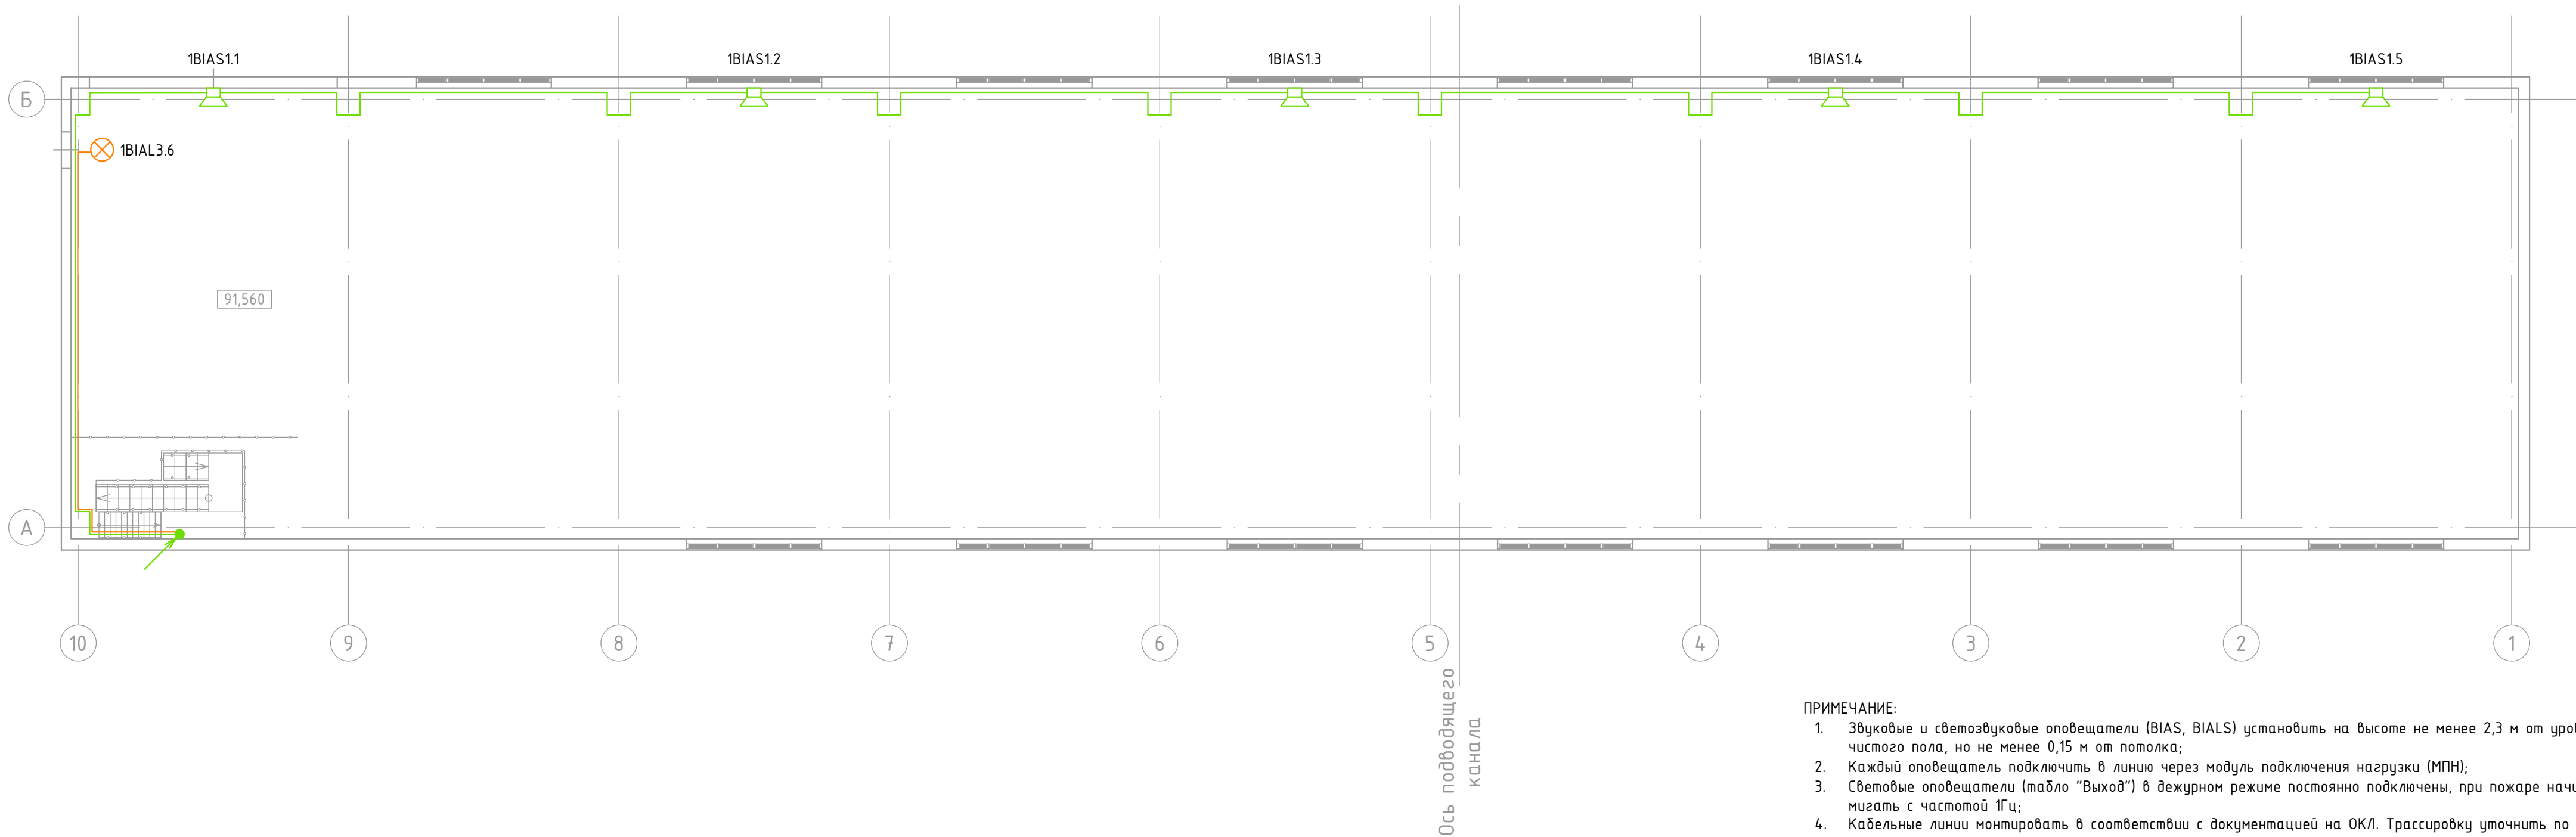 1BIAS1.1
1BIAS1.2
1BIAS1.3
1BIAS1.4
1BIAS1.5
Б
1BIAL3.6
91,560
А
10
9
8
7
6
5
4
3
2
1
Ось подводящего
канала
ПРИМЕЧАНИЕ:
1. Звуковые и светозвуковые оповещатели (BIAS, BIALS) установить на высоте не менее 2,3 м от
чистого пола, но не менее 0,15 м от потолка;
2. Каждый оповещатель подключить в линию через модуль подключения нагрузки (МПН);
3. Световые оповещатели (табло "Выход") в дежурном режиме постоянно подключены, при пожаре
мигать с частотой 1Гц;
4. Кабельные линии монтировать в соответствии с документацией на ОКЛ. Трассировку уточнить по